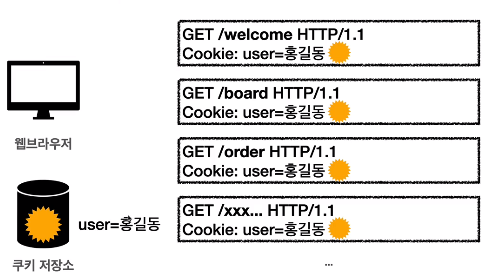 GET /welcome HTTP/1.1
Cookie: user=홍길동
GET /board HTTP/1.1
Cookie: user=홍길동
웹브라우저
GET /order HTTP/1.1
Cookie: user=홍길동
GET /xxx... HTTP/1.1
Cookie: user=홍길동
user=홍길동
쿠키 저장소
...